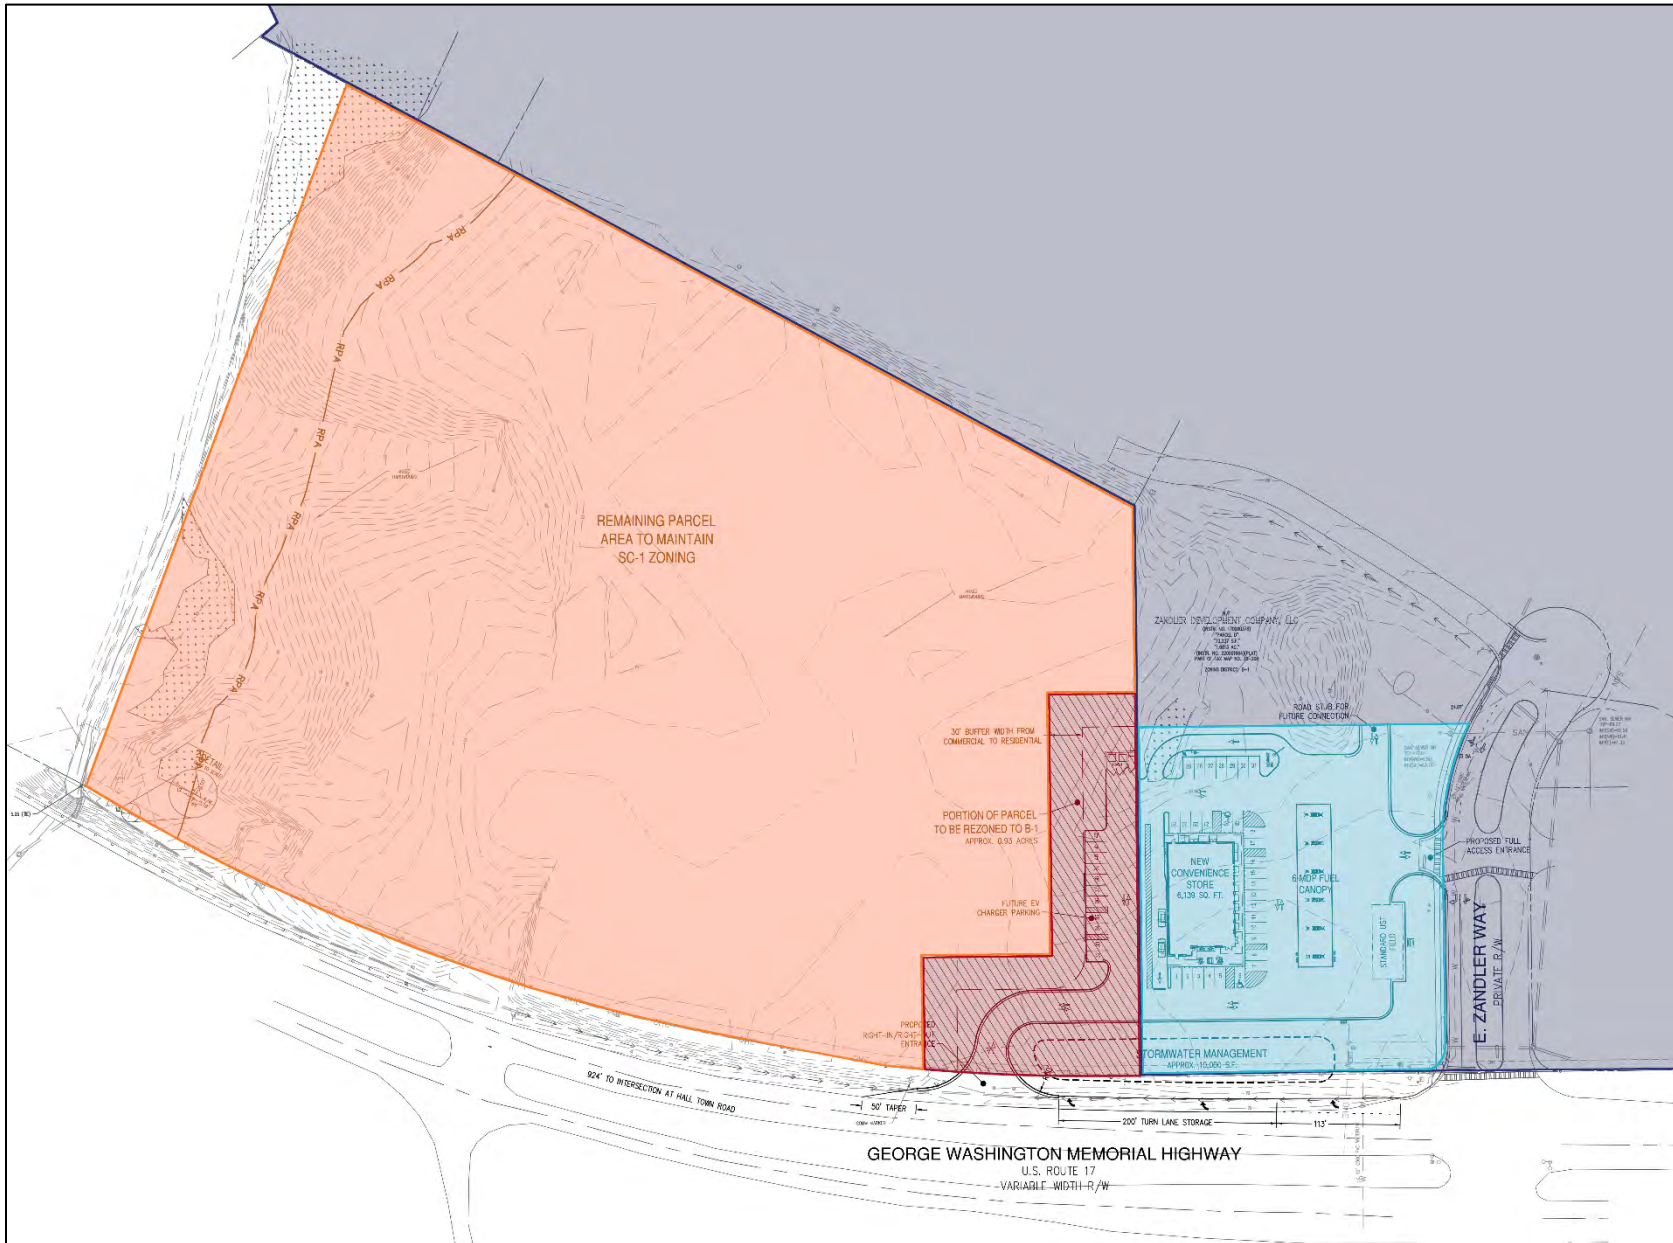 RPA
RPA
RPA
RPA
RPA
RPA
RPA
REMAINING PARCEL
AREA TO MAINTAIN
SC-1 ZONING
ZANDLER DEVELOPMENT COMPANY, LLC
"PARCEL B"
ZONING DISTRICT: B-1
ROAD STUB FOR
FUTURE CONNECTION
30' BUFFER WIDTH FROM
COMMERCIAL TO RESIDENTIAL
PORTION OF PARCEL
TO BE REZONED TO B-1
APPROX. 0.93 ACRES
PROPOSED FULL
ACCESS ENTRANCE
NEW
CONVENIENCE
STORE
6,139 SQ. FT.
6-MDP FUEL
CANOPY
FUTURE EV
CHARGER PARKING
STANDARD UST
FIELD
E. ZANDLER WAY
PRIVATE R/W
PROPOSED
RIGHT-IN/RIGHT-OUT
ENTRANCE
STORMWATER MANAGEMENT
APPROX. 10,000 S.F.
924' TO INTERSECTION AT HALL TOWN ROAD
50' TAPER
200' TURN LANE STORAGE
113'
GEORGE WASHINGTON MEMORIAL HIGHWAY
U.S. ROUTE 17
VARIABLE WIDTH R/W